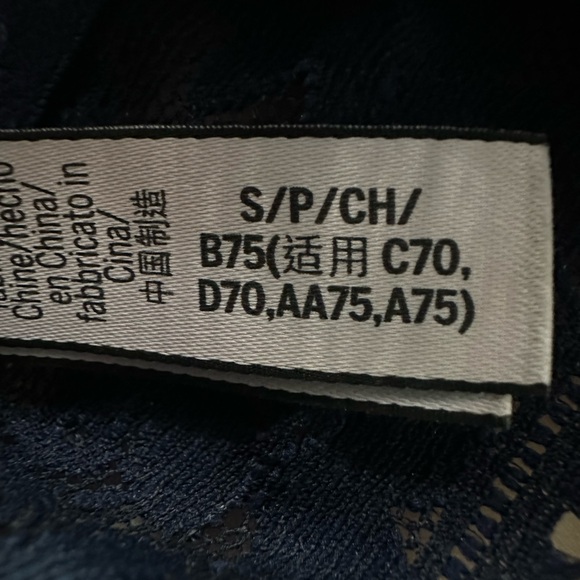 S/P/CH/
B75(适用 C70,
D70,AA75,A75)
Chine/hecho
en China/
fabbricato in
Cina/
中国制造